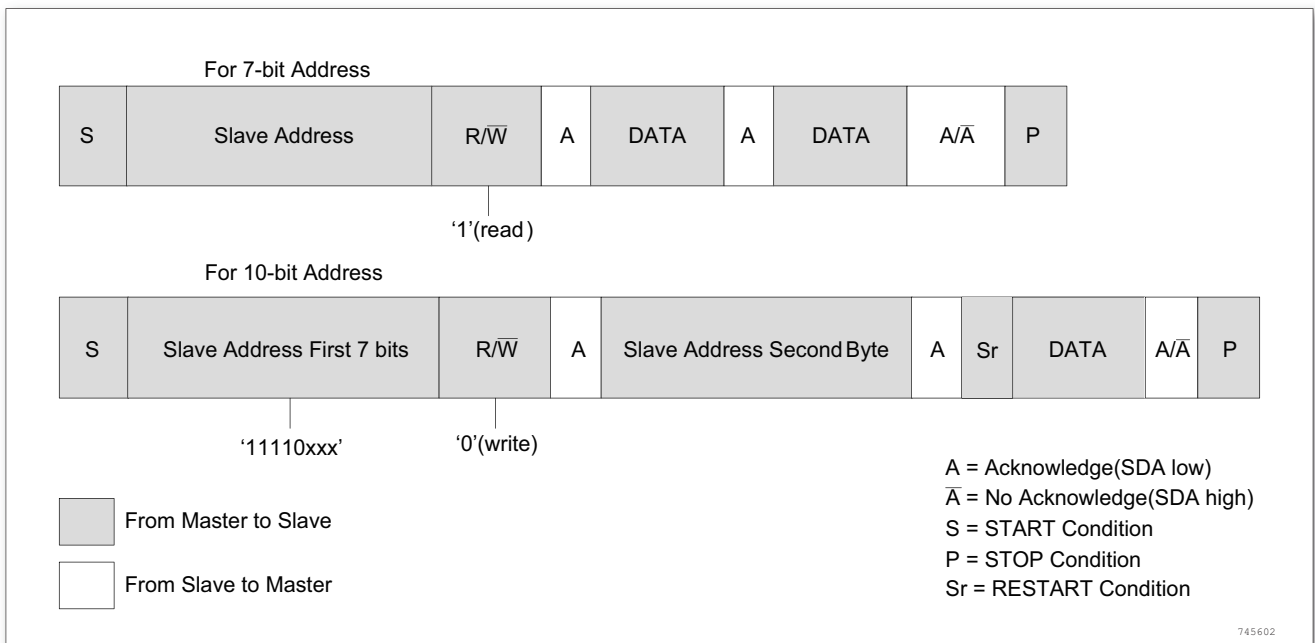 For 7-bit Address
S Slave Address R/W̅ A DATA A DATA A/A̅ P
‘1’(read)
For 10-bit Address
S Slave Address First 7 bits R/W̅ A Slave Address Second Byte A Sr DATA A/A̅ P
‘11110xxx’ ‘0’(write)
A = Acknowledge(SDA low)
A̅ = No Acknowledge(SDA high)
S = START Condition
P = STOP Condition
Sr = RESTART Condition
From Master to Slave
From Slave to Master
745602